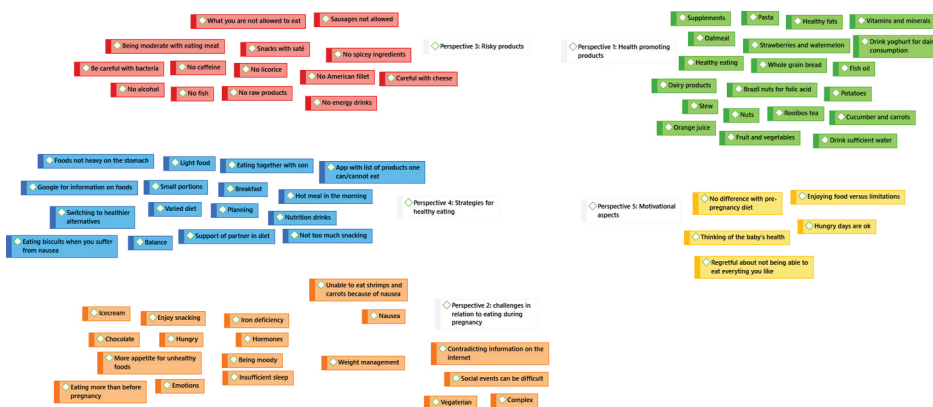 What you are not allowed to eat
Sausages not allowed
Being moderate with eating meat
Snacks with saté
No spicey ingredients
Be careful with bacteria
No caffeine
No licorice
No American fillet
Careful with cheese
No alcohol
No fish
No raw products
No energy drinks
Perspective 3: Risky products
Perspective 1: Health promoting
products
Supplements
Pasta
Healthy fats
Vitamins and minerals
Oatmeal
Strawberries and watermelon
Drink yoghurt for dairy
consumption
Healthy eating
Whole grain bread
Fish oil
Dairy products
Brazil nuts for folic acid
Potatoes
Stew
Nuts
Rooibos tea
Cucumber and carrots
Orange juice
Fruit and vegetables
Drink sufficient water
Foods not heavy on the stomach
Light food
Eating together with son
App with list of products one
can/cannot eat
Google for information on foods
Small portions
Breakfast
Hot meal in the morning
Switching to healthier
alternatives
Varied diet
Planning
Nutrition drinks
Eating biscuits when you suffer
from nausea
Balance
Support of partner in diet
Not too much snacking
Perspective 4: Strategies for
healthy eating
Perspective 5: Motivational
aspects
No difference with pre-
pregnancy diet
Enjoying food versus limitations
Thinking of the baby's health
Hungry days are ok
Regretful about not being able to
eat everyting you like
Unable to eat shrimps and
carrots because of nausea
Icecream
Enjoy snacking
Iron deficiency
Nausea
Perspective 2: challenges in
relation to eating during
pregnancy
Chocolate
Hungry
Hormones
More appetite for unhealthy
foods
Being moody
Weight management
Contradicting information on the
internet
Eating more than before
pregnancy
Emotions
Insufficient sleep
Social events can be difficult
Vegaterian
Complex